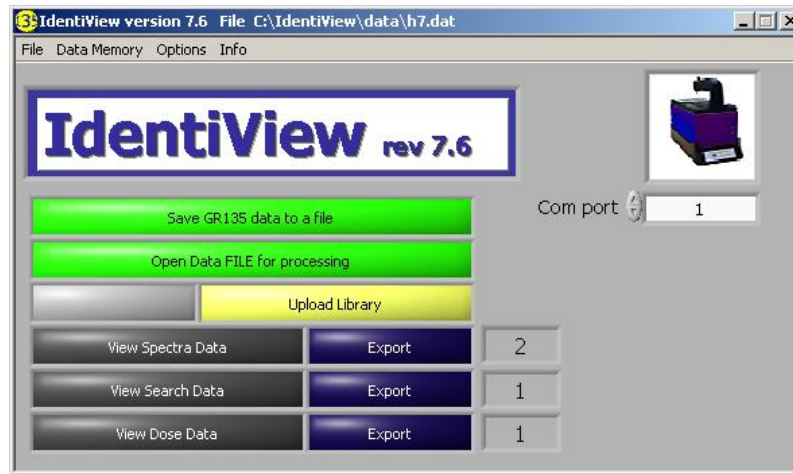 IdentiView version 7.6 File C:\IdentiView\data\h7.dat
File Data Memory Options Info
IdentiView rev 7.6
Com port 1
Save GR135 data to a file
Open Data FILE for processing
Upload Library
View Spectra Data Export 2
View Search Data Export 1
View Dose Data Export 1